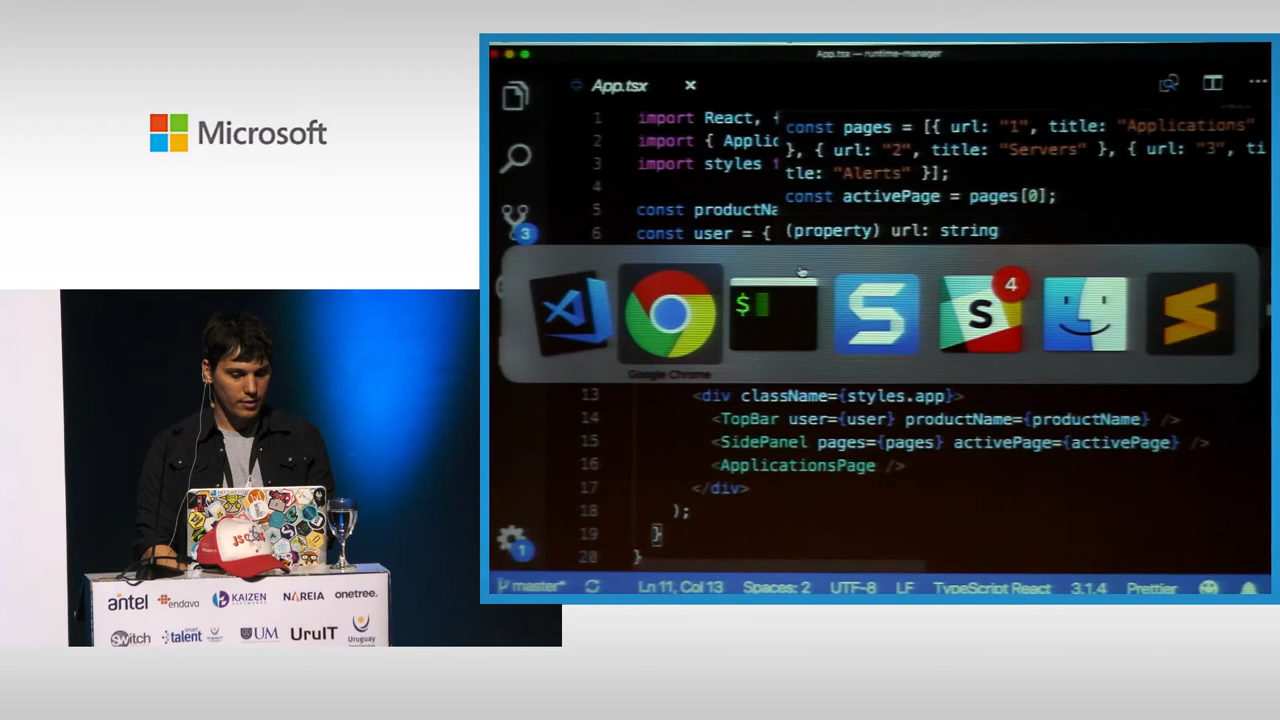 Microsoft
App.tsx — runtime-manager
App.tsx
1 import React, {
2 import { Applic
3 import styles
4
5 const productNa
6 const user = {
const pages = [{ url: "1", title: "Applications"
}, { url: "2", title: "Servers" }, { url: "3", ti
tle: "Alerts" }];
const activePage = pages[0];
(property) url: string
3
$
S
S
4
Google Chrome
13 <div className={styles.app}>
14 <TopBar user={user} productName={productName} />
15 <SidePanel pages={pages} activePage={activePage} />
16 <ApplicationsPage />
17 </div>
18 );
19 }
20 }
1
master*
Ln 11, Col 13
Spaces: 2
UTF-8
LF
TypeScript React
3.1.4
Prettier
antel
endava
KAIZEN
NAREIA
onetree.
Switch
talent
UM
UruIT
Uruguay